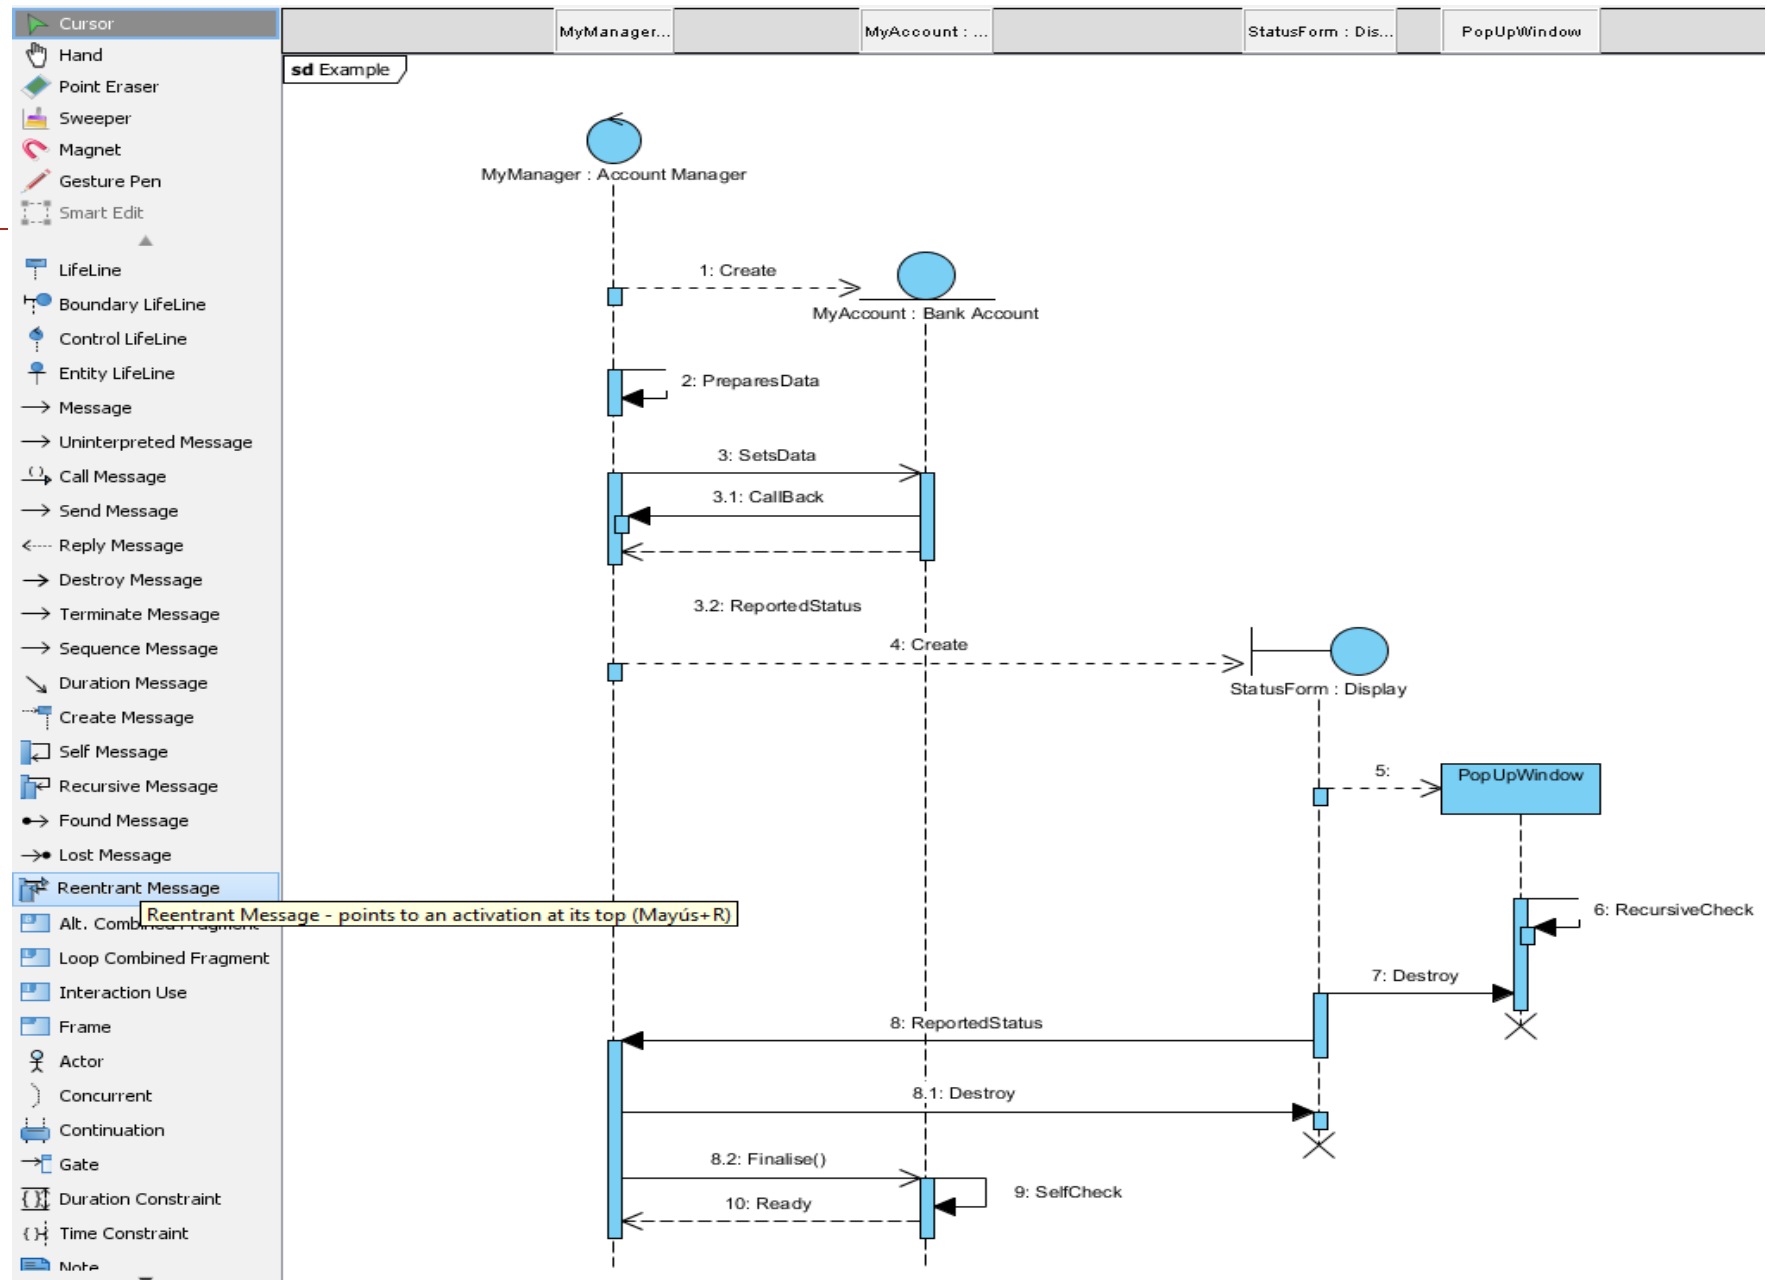 Cursor
Hand
Point Eraser
Sweeper
Magnet
Gesture Pen
Smart Edit
LifeLine
Boundary LifeLine
Control LifeLine
Entity LifeLine
Message
Uninterpreted Message
Call Message
Send Message
Reply Message
Destroy Message
Terminate Message
Sequence Message
Duration Message
Create Message
Self Message
Recursive Message
Found Message
Lost Message
Reentrant Message
Reentrant Message - points to an activation at its top (Mayús+R)
Alt. Combined Fragment
Loop Combined Fragment
Interaction Use
Frame
Actor
Concurrent
Continuation
Gate
Duration Constraint
Time Constraint
Note
MyManager...
MyAccount : ...
StatusForm : Dis...
PopUpWindow
sd Example
MyManager : Account Manager
1: Create
MyAccount : Bank Account
2: PreparesData
3: SetsData
3.1: CallBack
3.2: ReportedStatus
4: Create
StatusForm : Display
5:
PopUpWindow
6: RecursiveCheck
7: Destroy
8: ReportedStatus
8.1: Destroy
8.2: Finalise()
9: SelfCheck
10: Ready